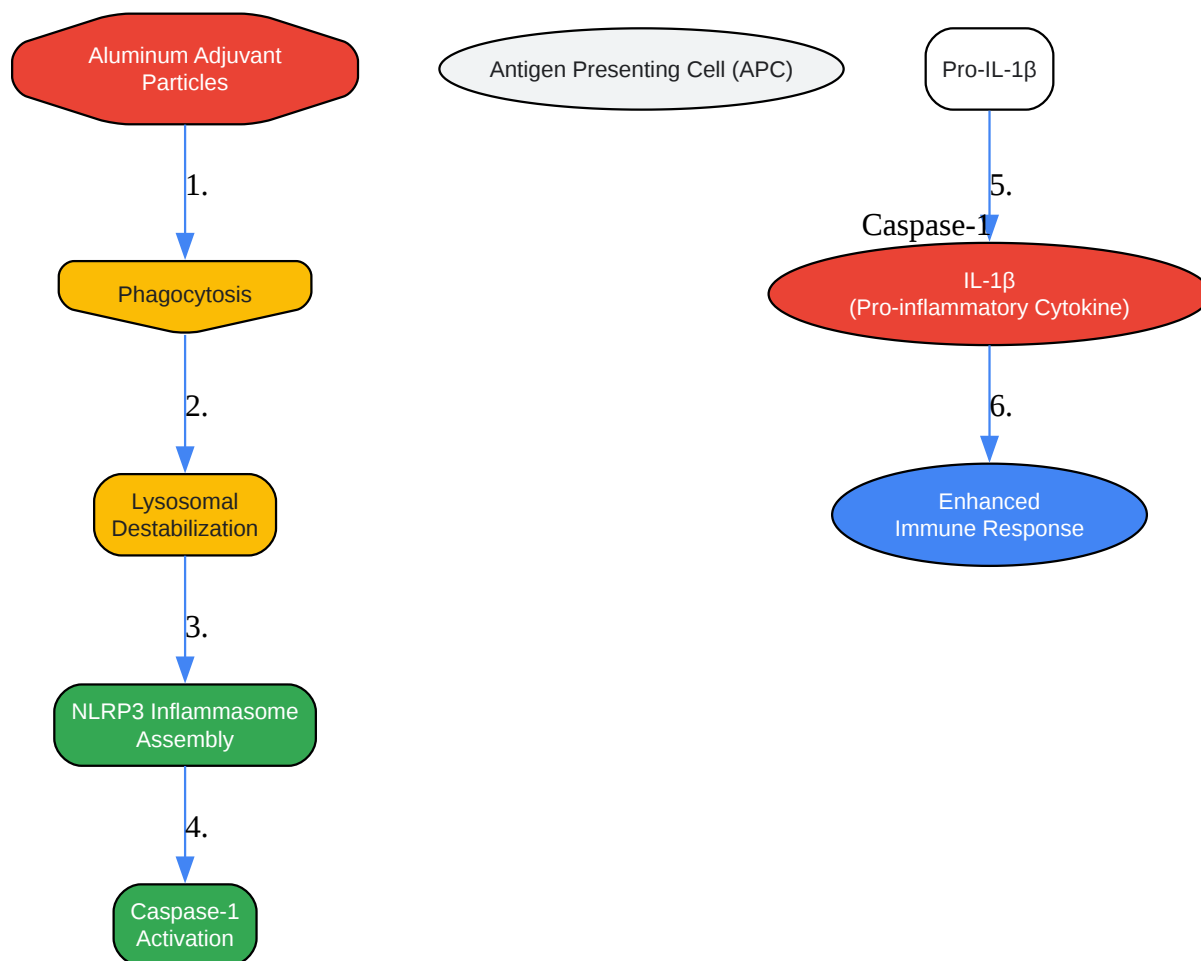 Aluminum Adjuvant
Particles
Antigen Presenting Cell (APC)
Pro-IL-1β
1.
5.
Caspase-1
Phagocytosis
IL-1β
(Pro-inflammatory Cytokine)
2.
6.
Lysosomal
Destabilization
Enhanced
Immune Response
3.
NLRP3 Inflammasome
Assembly
4.
Caspase-1
Activation